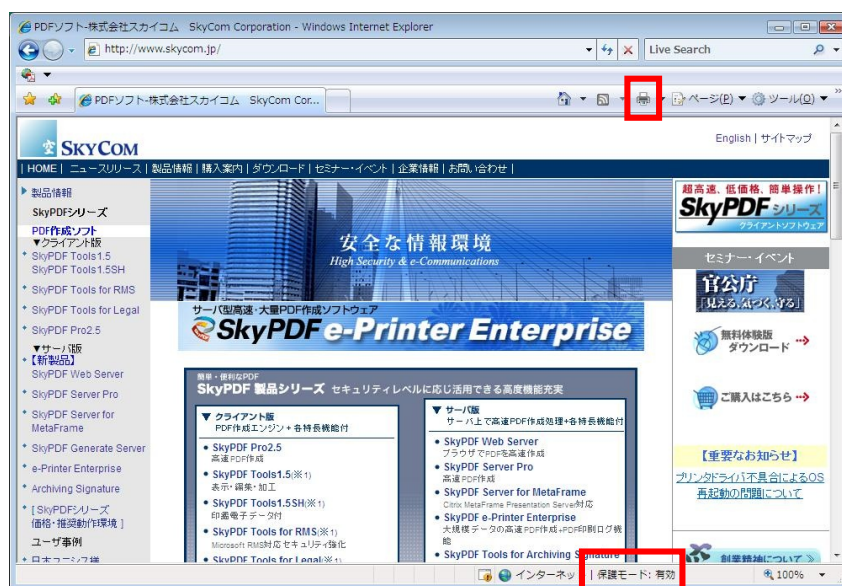 PDFソフト-株式会社スカイコム SkyCom Corporation - Windows Internet Explorer
http://www.skycom.jp/
Live Search
PDFソフト-株式会社スカイコム SkyCom Cor...
ページ(P) ツール(O)
English | サイトマップ
SKYCOM
| HOME | ニュースリリース | 製品情報 | 購入案内 | ダウンロード | セミナー・イベント | 企業情報 | お問い合わせ |
製品情報
SkyPDFシリーズ
PDF作成ソフト
▼クライアント版
SkyPDF Tools1.5
SkyPDF Tools1.5SH
SkyPDF Tools for RMS
SkyPDF Tools for Legal
SkyPDF Pro2.5
▼サーバ版
【新製品】
SkyPDF Web Server
SkyPDF Server Pro
SkyPDF Server for
MetaFrame
SkyPDF Generate Server
e-Printer Enterprise
Archiving Signature
[ SkyPDFシリーズ
価格・推奨動作環境 ]
ユーザ事例
日本ユニシス様
安全な情報環境
High Security & e-Communications
サーバ型高速・大量PDF作成ソフトウェア
SkyPDF e-Printer Enterprise
簡単・便利なPDF
SkyPDF 製品シリーズ セキュリティレベルに応じ活用できる高度機能充実
▼ クライアント版
PDF作成エンジン + 各特長機能付
• SkyPDF Pro2.5
高速PDF作成
• SkyPDF Tools1.5(※1)
表示・編集・加工
• SkyPDF Tools1.5SH(※1)
印鑑電子データ付
• SkyPDF Tools for RMS(※1)
Microsoft RMS対応セキュリティ強化
• SkyPDF Tools for Legal(※1)
▼ サーバ版
サーバ上で高速PDF作成処理+各特長機能付
• SkyPDF Web Server
ブラウザでPDFを高速作成
• SkyPDF Server Pro
高速PDF作成
• SkyPDF Server for MetaFrame
Citrix MetaFrame Presentation Server対応
• SkyPDF e-Printer Enterprise
大規模データの高速PDF作成+PDF印刷ログ機
能
• SkyPDF Tools for Archiving Signature
超高速、低価格、簡単操作!
SkyPDF シリーズ
クライアントソフトウェア
セミナー・イベント
官公庁
「見える、気づく、守る」
無料体験版
ダウンロード
ご購入はこちら
【重要なお知らせ】
プリンタドライバ不具合によるOS
再起動の問題について
創業精神について
インターネッ | 保護モード: 有効
100%